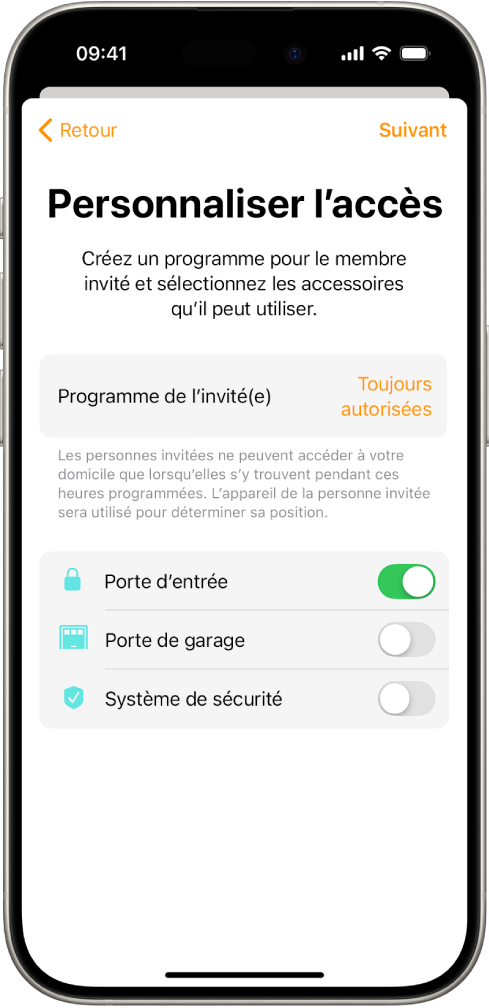 09:41
Retour
Suivant
Personnaliser l’accès
Créez un programme pour le membre
invité et sélectionnez les accessoires
qu’il peut utiliser.
Programme de l’invité(e)
Toujours
autorisées
Les personnes invitées ne peuvent accéder à votre
domicile que lorsqu’elles s’y trouvent pendant ces
heures programmées. L’appareil de la personne invitée
sera utilisé pour déterminer sa position.
Porte d’entrée
Porte de garage
Système de sécurité